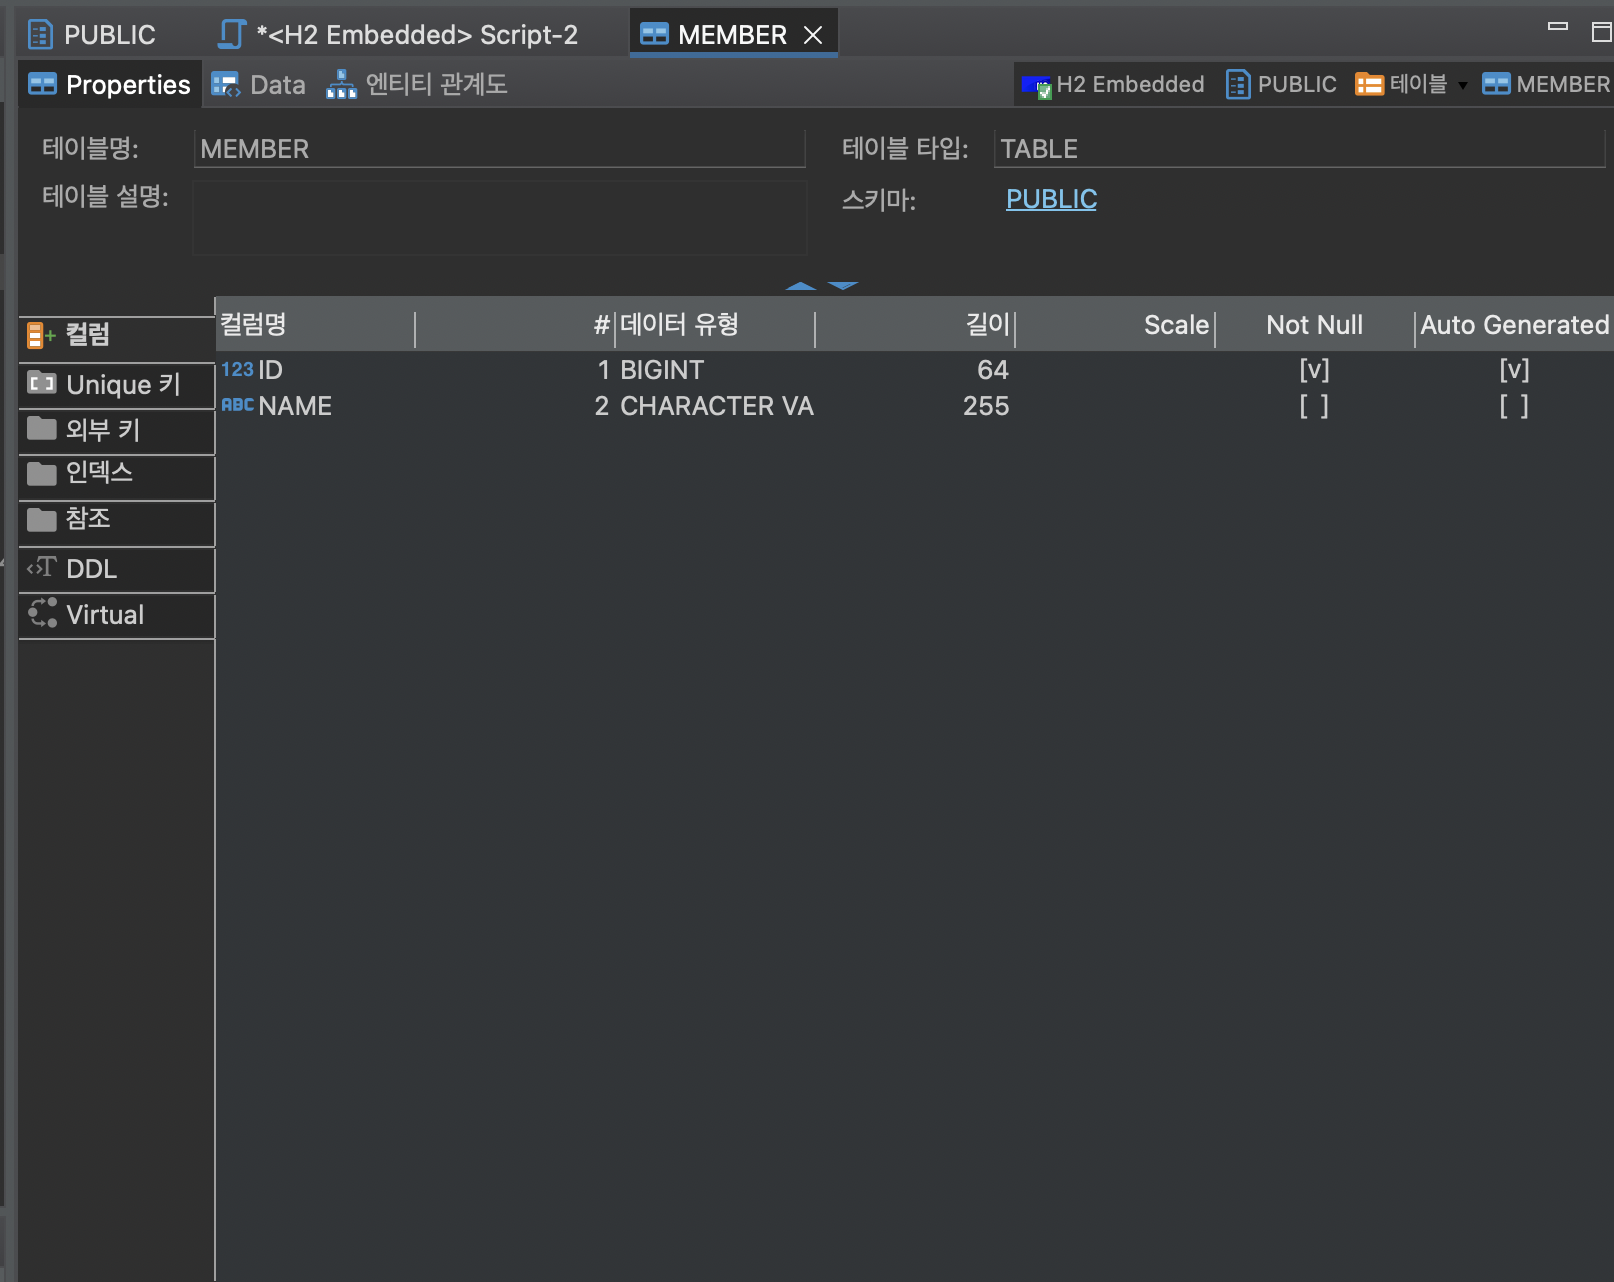 PUBLIC *<H2 Embedded> Script-2 MEMBER
Properties Data 엔티티 관계도 H2 Embedded PUBLIC 테이블 MEMBER
테이블명: MEMBER 테이블 타입: TABLE
테이블 설명: 스키마: PUBLIC
컬럼명 # 데이터 유형 길이 Scale Not Null Auto Generated
123 ID 1 BIGINT 64 [v] [v]
ABC NAME 2 CHARACTER VA 255 [ ] [ ]
컬럼
Unique 키
외부 키
인덱스
참조
DDL
Virtual